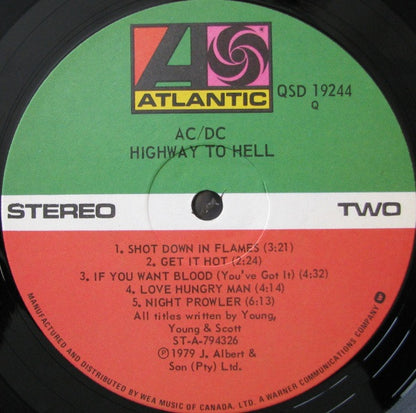 ATLANTIC
QSD 19244
Q
AC/DC
HIGHWAY TO HELL
STEREO
TWO
1. SHOT DOWN IN FLAMES (3:21)
2. GET IT HOT (2:24)
3. IF YOU WANT BLOOD (You've Got It) (4:32)
4. LOVE HUNGRY MAN (4:14)
5. NIGHT PROWLER (6:13)
All titles written by Young,
Young & Scott
ST-A-794326
Ⓟ 1979 J. Albert &
Son (Pty) Ltd.
MANUFACTURED AND DISTRIBUTED BY WEA MUSIC OF CANADA, LTD. A WARNER COMMUNICATIONS COMPANY